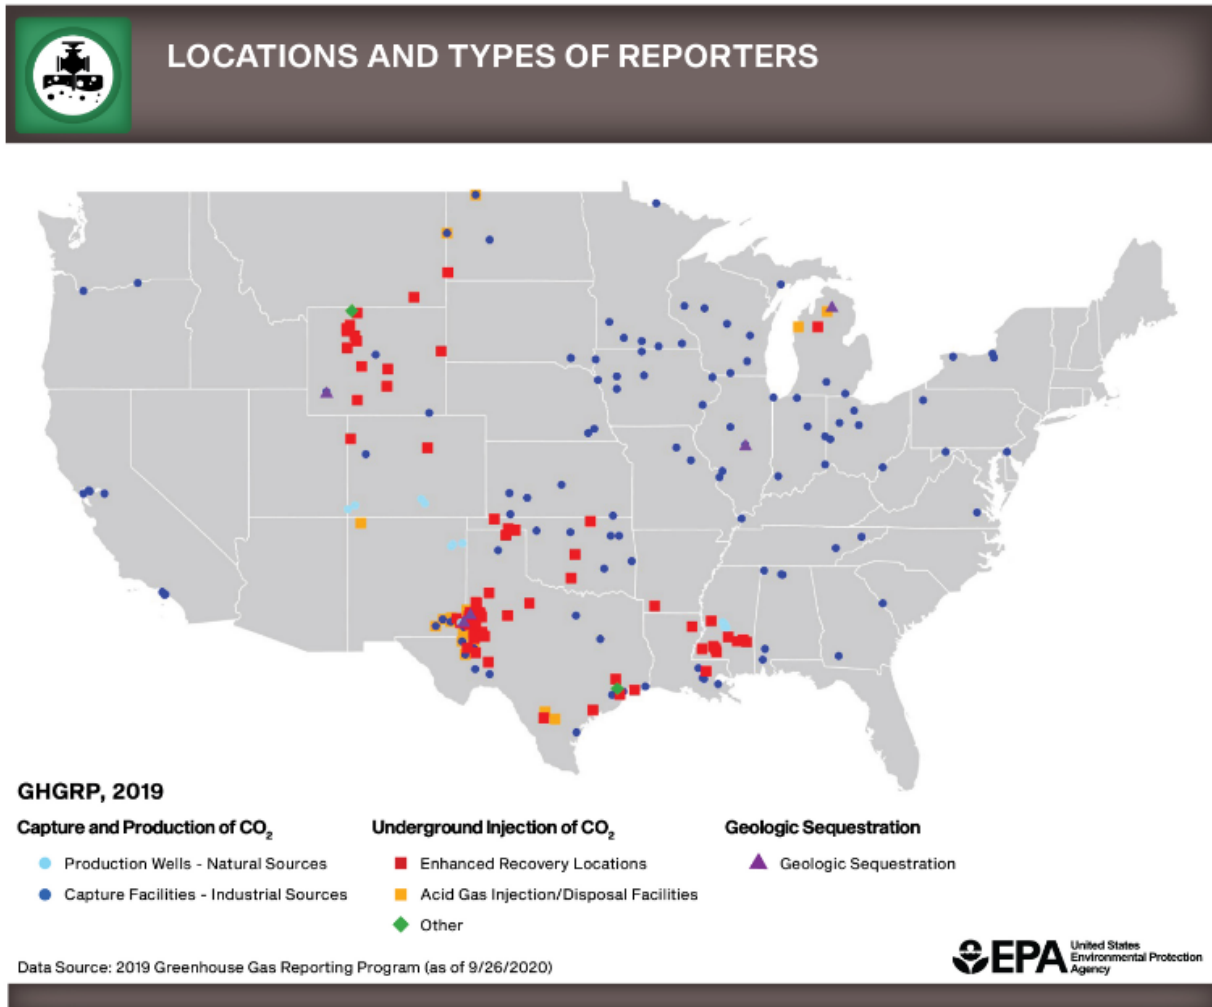 LOCATIONS AND TYPES OF REPORTERS
GHGRP, 2019
Capture and Production of CO₂
Production Wells - Natural Sources
Capture Facilities - Industrial Sources
Underground Injection of CO₂
Enhanced Recovery Locations
Acid Gas Injection/Disposal Facilities
Other
Geologic Sequestration
Geologic Sequestration
Data Source: 2019 Greenhouse Gas Reporting Program (as of 9/26/2020)
EPA
United States
Environmental Protection
Agency